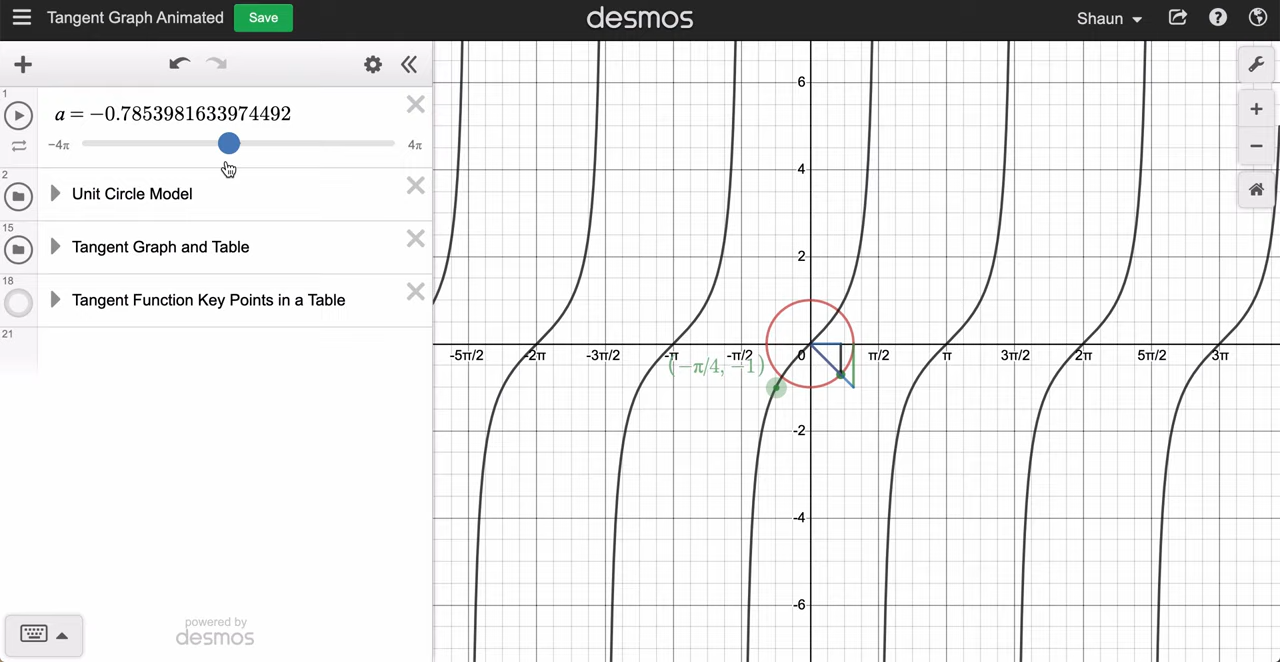 Tangent Graph Animated Save desmos Shaun
1
a = −0.7853981633974492
−4π 4π
2
Unit Circle Model
15
Tangent Graph and Table
18
Tangent Function Key Points in a Table
21
powered by
desmos
6
4
2
-5π/2 -2π -3π/2 -π -π/2 0 π/2 π 3π/2 2π 5π/2 3π
(−π/4, −1)
-2
-4
-6